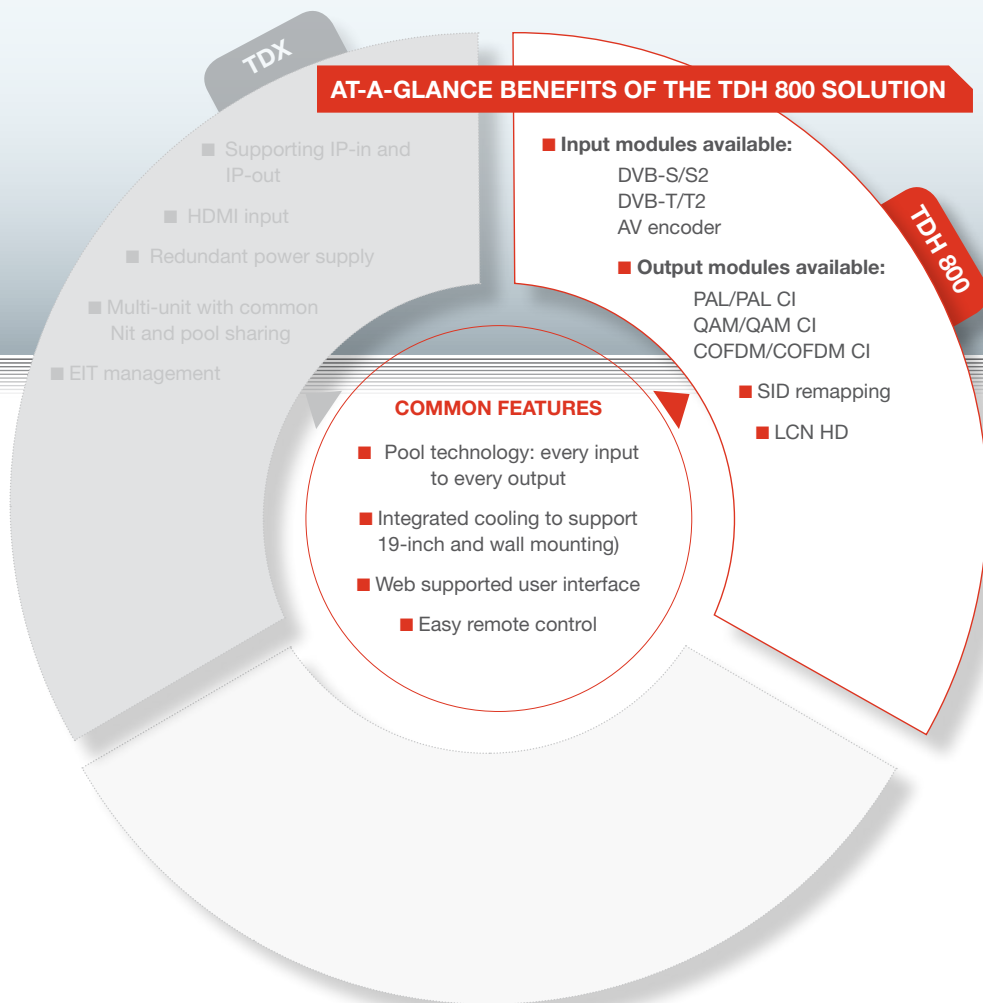 TDX
AT-A-GLANCE BENEFITS OF THE TDH 800 SOLUTION
■ Supporting IP-in and
IP-out
■ HDMI input
■ Redundant power supply
■ Multi-unit with common
Nit and pool sharing
■ EIT management
■ Input modules available:
DVB-S/S2
DVB-T/T2
AV encoder
■ Output modules available:
PAL/PAL CI
QAM/QAM CI
COFDM/COFDM CI
■ SID remapping
■ LCN HD
TDH 800
COMMON FEATURES
■ Pool technology: every input
to every output
■ Integrated cooling to support
19-inch and wall mounting)
■ Web supported user interface
■ Easy remote control